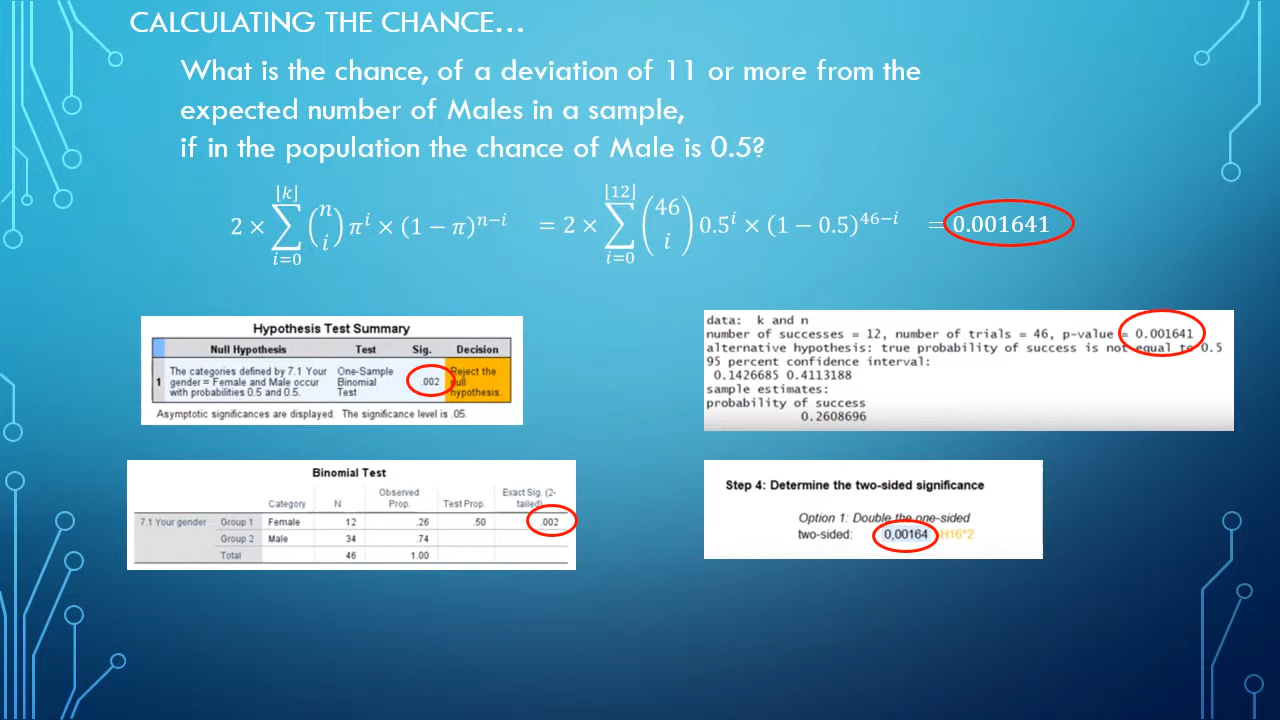 CALCULATING THE CHANCE...
What is the chance, of a deviation of 11 or more from the
expected number of Males in a sample,
if in the population the chance of Male is 0.5?
2 × ∑_{i=0}^{⌊k⌋} (n i) π^i × (1 − π)^{n−i} = 2 × ∑_{i=0}^{⌊12⌋} (46 i) 0.5^i × (1 − 0.5)^{46−i} = 0.001641
Hypothesis Test Summary
Null Hypothesis Test Sig. Decision
1 The categories defined by 7.1 Your gender = Female and Male occur with probabilities 0.5 and 0.5. One-Sample Binomial Test .002 Reject the null hypothesis.
Asymptotic significances are displayed. The significance level is .05.
data: k and n
number of successes = 12, number of trials = 46, p-value = 0.001641
alternative hypothesis: true probability of success is not equal to 0.5
95 percent confidence interval:
0.1426685 0.4113188
sample estimates:
probability of success
0.2608696
Binomial Test
Category N Observed Prop. Test Prop. Exact Sig. (2-tailed)
7.1 Your gender Group 1 Female 12 .26 .50 .002
Group 2 Male 34 .74
Total 46 1.00
Step 4: Determine the two-sided significance
Option 1: Double the one-sided
two-sided: 0,00164 =H16*2